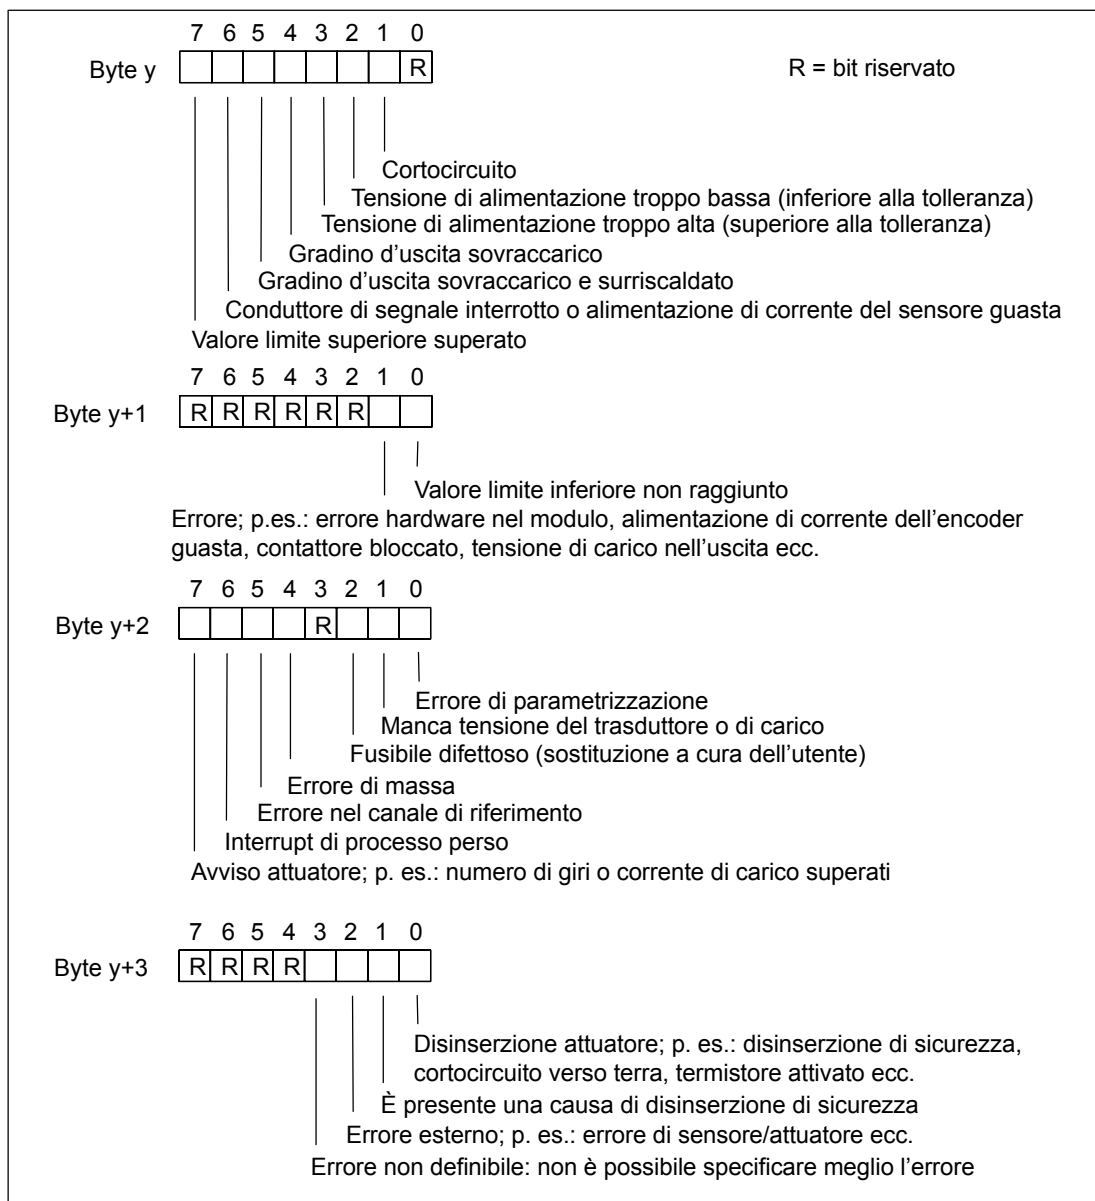 7 6 5 4 3 2 1 0
Byte y R R = bit riservato
Cortocircuito
Tensione di alimentazione troppo bassa (inferiore alla tolleranza)
Tensione di alimentazione troppo alta (superiore alla tolleranza)
Gradino d'uscita sovraccarico
Gradino d'uscita sovraccarico e surriscaldato
Conduttore di segnale interrotto o alimentazione di corrente del sensore guasta
Valore limite superiore superato
7 6 5 4 3 2 1 0
Byte y+1 R R R R R R
Valore limite inferiore non raggiunto
Errore; p.es.: errore hardware nel modulo, alimentazione di corrente dell'encoder
guasta, contattore bloccato, tensione di carico nell'uscita ecc.
7 6 5 4 3 2 1 0
Byte y+2 R
Errore di parametrizzazione
Manca tensione del trasduttore o di carico
Fusibile difettoso (sostituzione a cura dell'utente)
Errore di massa
Errore nel canale di riferimento
Interrupt di processo perso
Avviso attuatore; p. es.: numero di giri o corrente di carico superati
7 6 5 4 3 2 1 0
Byte y+3 R R R R
Disinserzione attuatore; p. es.: disinserzione di sicurezza,
cortocircuito verso terra, termistore attivato ecc.
È presente una causa di disinserzione di sicurezza
Errore esterno; p. es.: errore di sensore/attuatore ecc.
Errore non definibile: non è possibile specificare meglio l'errore